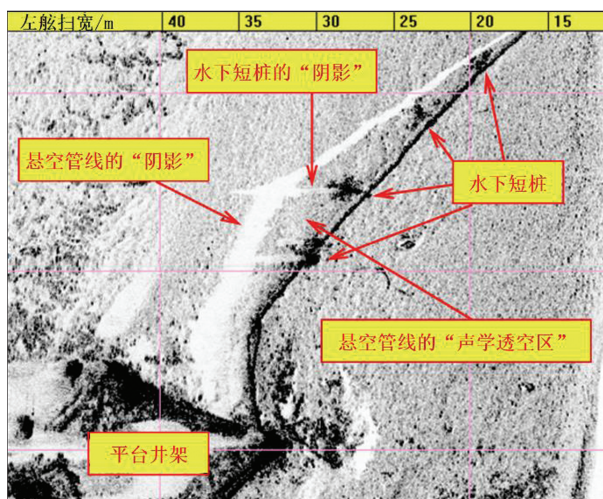 左舷扫宽/m 40 35 30 25 20 15
水下短桩的“阴影”
悬空管线的“阴影”
水下短桩
悬空管线的“声学透空区”
平台井架